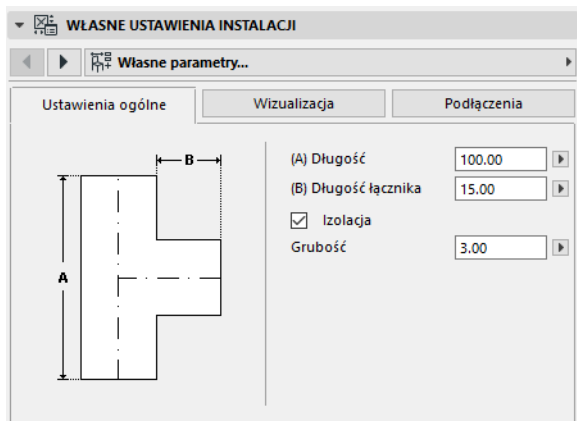 WŁASNE USTAWIENIA INSTALACJI
Własne parametry...
Ustawienia ogólne Wizualizacja Podłączenia
B
A
(A) Długość 100.00
(B) Długość łącznika 15.00
Izolacja
Grubość 3.00